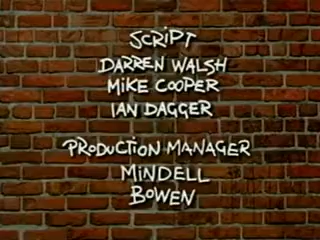 SCRiPT
DARREN WALSH
MiKE COOPER
IAN DAGGER
PRODUCTION MANAGER
MiNDELL
BOWEN